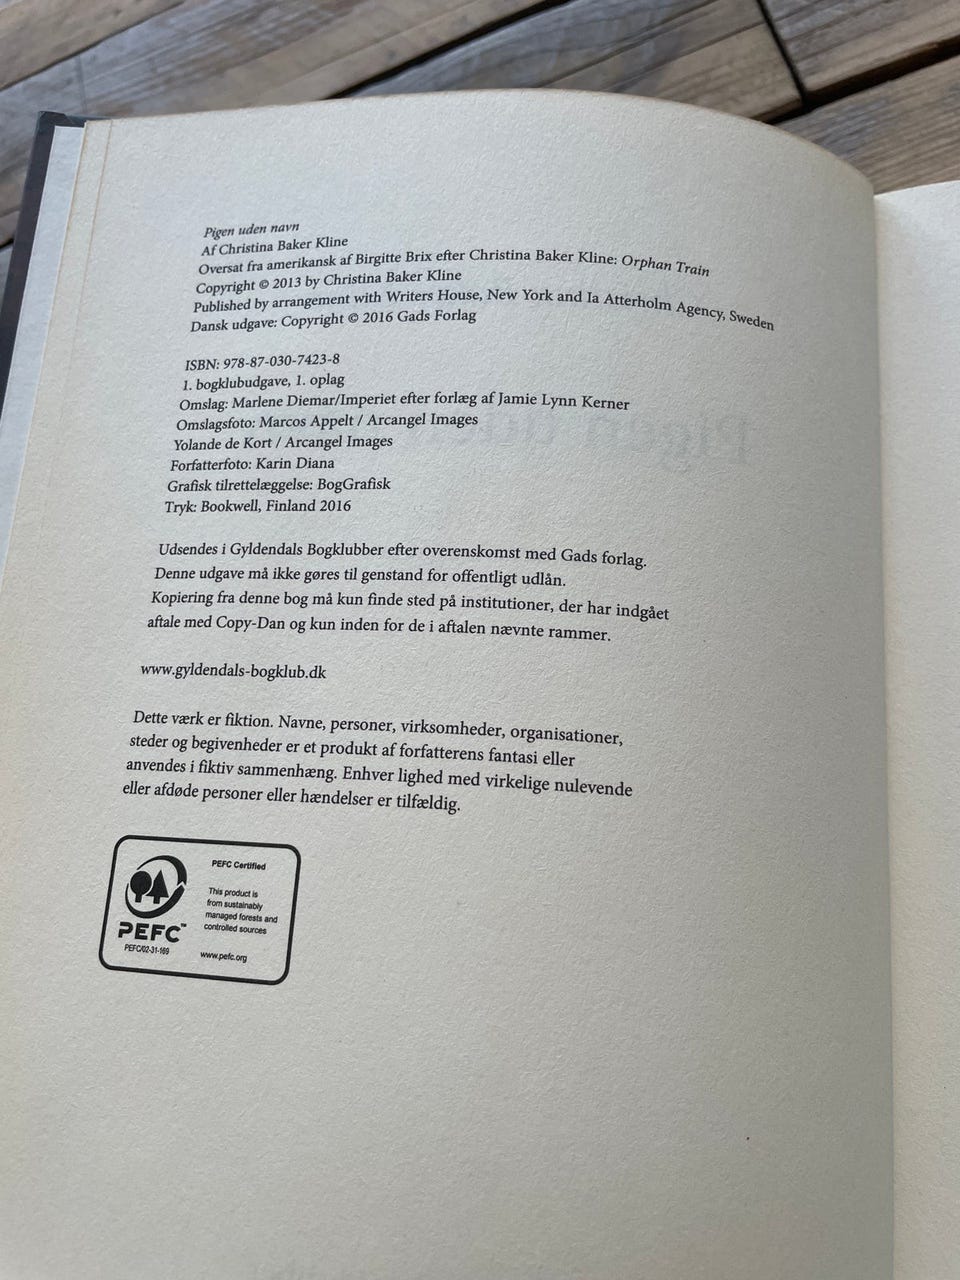 Pigen uden navn
Af Christina Baker Kline
Oversat fra amerikansk af Birgitte Brix efter Christina Baker Kline: Orphan Train
Copyright © 2013 by Christina Baker Kline
Published by arrangement with Writers House, New York and Ia Atterholm Agency, Sweden
Dansk udgave: Copyright © 2016 Gads Forlag
ISBN: 978-87-030-7423-8
1. bogklubudgave, 1. oplag
Omslag: Marlene Diemar/Imperiet efter forlæg af Jamie Lynn Kerner
Omslagsfoto: Marcos Appelt / Arcangel Images
Yolande de Kort / Arcangel Images
Forfatterfoto: Karin Diana
Grafisk tilrettelæggelse: BogGrafisk
Tryk: Bookwell, Finland 2016
Udsendes i Gyldendals Bogklubber efter overenskomst med Gads forlag.
Denne udgave må ikke gøres til genstand for offentligt udlån.
Kopiering fra denne bog må kun finde sted på institutioner, der har indgået
aftale med Copy-Dan og kun inden for de i aftalen nævnte rammer.
www.gyldendals-bogklub.dk
Dette værk er fiktion. Navne, personer, virksomheder, organisationer,
steder og begivenheder er et produkt af forfatterens fantasi eller
anvendes i fiktiv sammenhæng. Enhver lighed med virkelige nulevende
eller afdøde personer eller hændelser er tilfældig.
PEFC™
PEFC/02-31-169
PEFC Certified
This product is
from sustainably
managed forests and
controlled sources
www.pefc.org